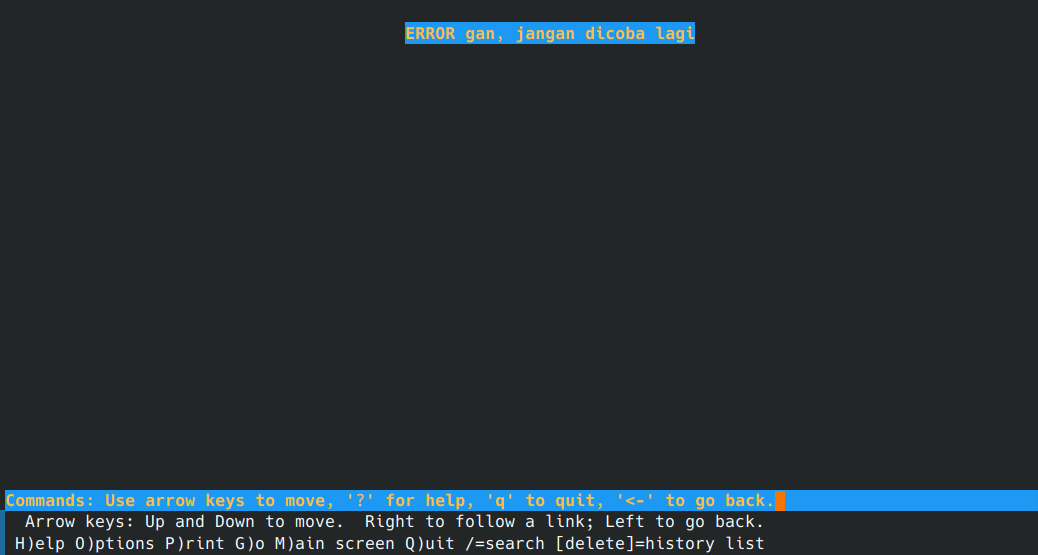 ERROR gan, jangan dicoba lagi
Commands: Use arrow keys to move, '?' for help, 'q' to quit, '<-' to go back.
Arrow keys: Up and Down to move.  Right to follow a link; Left to go back.
H)elp O)ptions P)rint G)o M)ain screen Q)uit /=search [delete]=history list